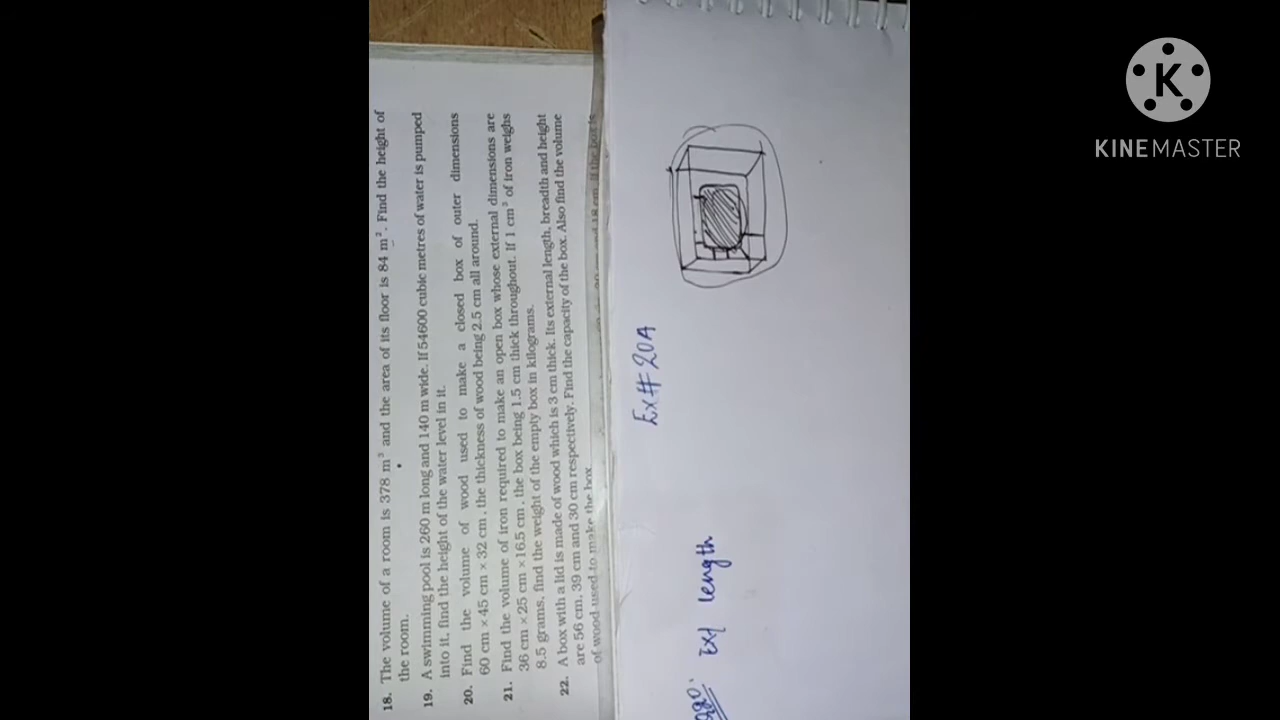 18. The volume of a room is 378 m³ and the area of its floor is 84 m². Find the height of
the room.
19. A swimming pool is 260 m long and 140 m wide. If 54600 cubic metres of water is pumped
into it, find the height of the water level in it.
20. Find the volume of wood used to make a closed box of outer dimensions
60 cm × 45 cm × 32 cm, the thickness of wood being 2.5 cm all around.
21. Find the volume of iron required to make an open box whose external dimensions are
36 cm × 25 cm × 16.5 cm, the box being 1.5 cm thick throughout. If 1 cm³ of iron weighs
8.5 grams, find the weight of the empty box in kilograms.
22. A box with a lid is made of wood which is 3 cm thick. Its external length, breadth and height
are 56 cm, 39 cm and 30 cm respectively. Find the capacity of the box. Also find the volume
of wood used to make the box.
Ex# 20A
Ext length
KINEMASTER